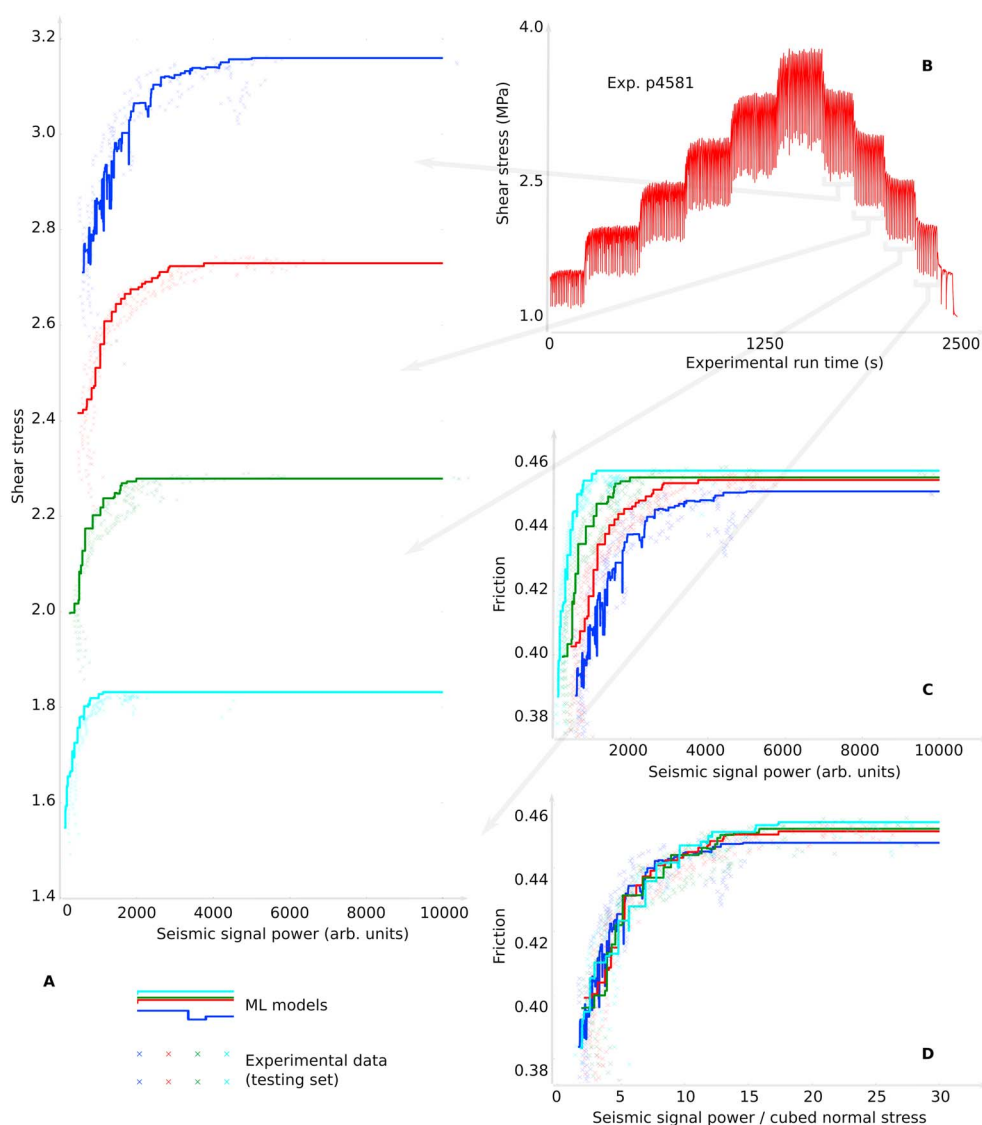 3.2
3.0
2.8
2.6
2.4
2.2
2.0
1.8
1.6
1.4
Shear stress
0
2000
4000
6000
8000
10000
Seismic signal power (arb. units)
A
ML models
Experimental data
(testing set)
4.0
2.5
1.0
Shear stress (MPa)
Exp. p4581
B
0
1250
2500
Experimental run time (s)
0.46
0.44
0.42
0.40
0.38
Friction
C
2000
4000
6000
8000
10000
Seismic signal power (arb. units)
0.46
0.44
0.42
0.40
0.38
Friction
D
0
5
10
15
20
25
30
Seismic signal power / cubed normal stress